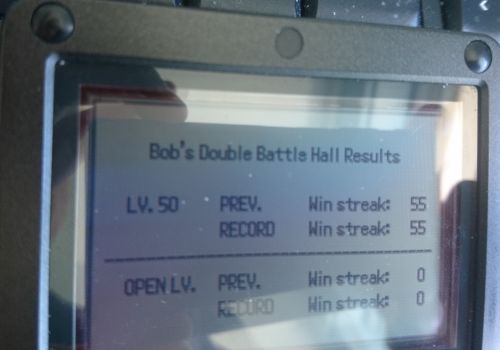 Bob's Double Battle Hall Results
LV. 50 PREV. Win streak: 55
RECORD Win streak: 55
OPEN LV. PREV. Win streak: 0
RECORD Win streak: 0